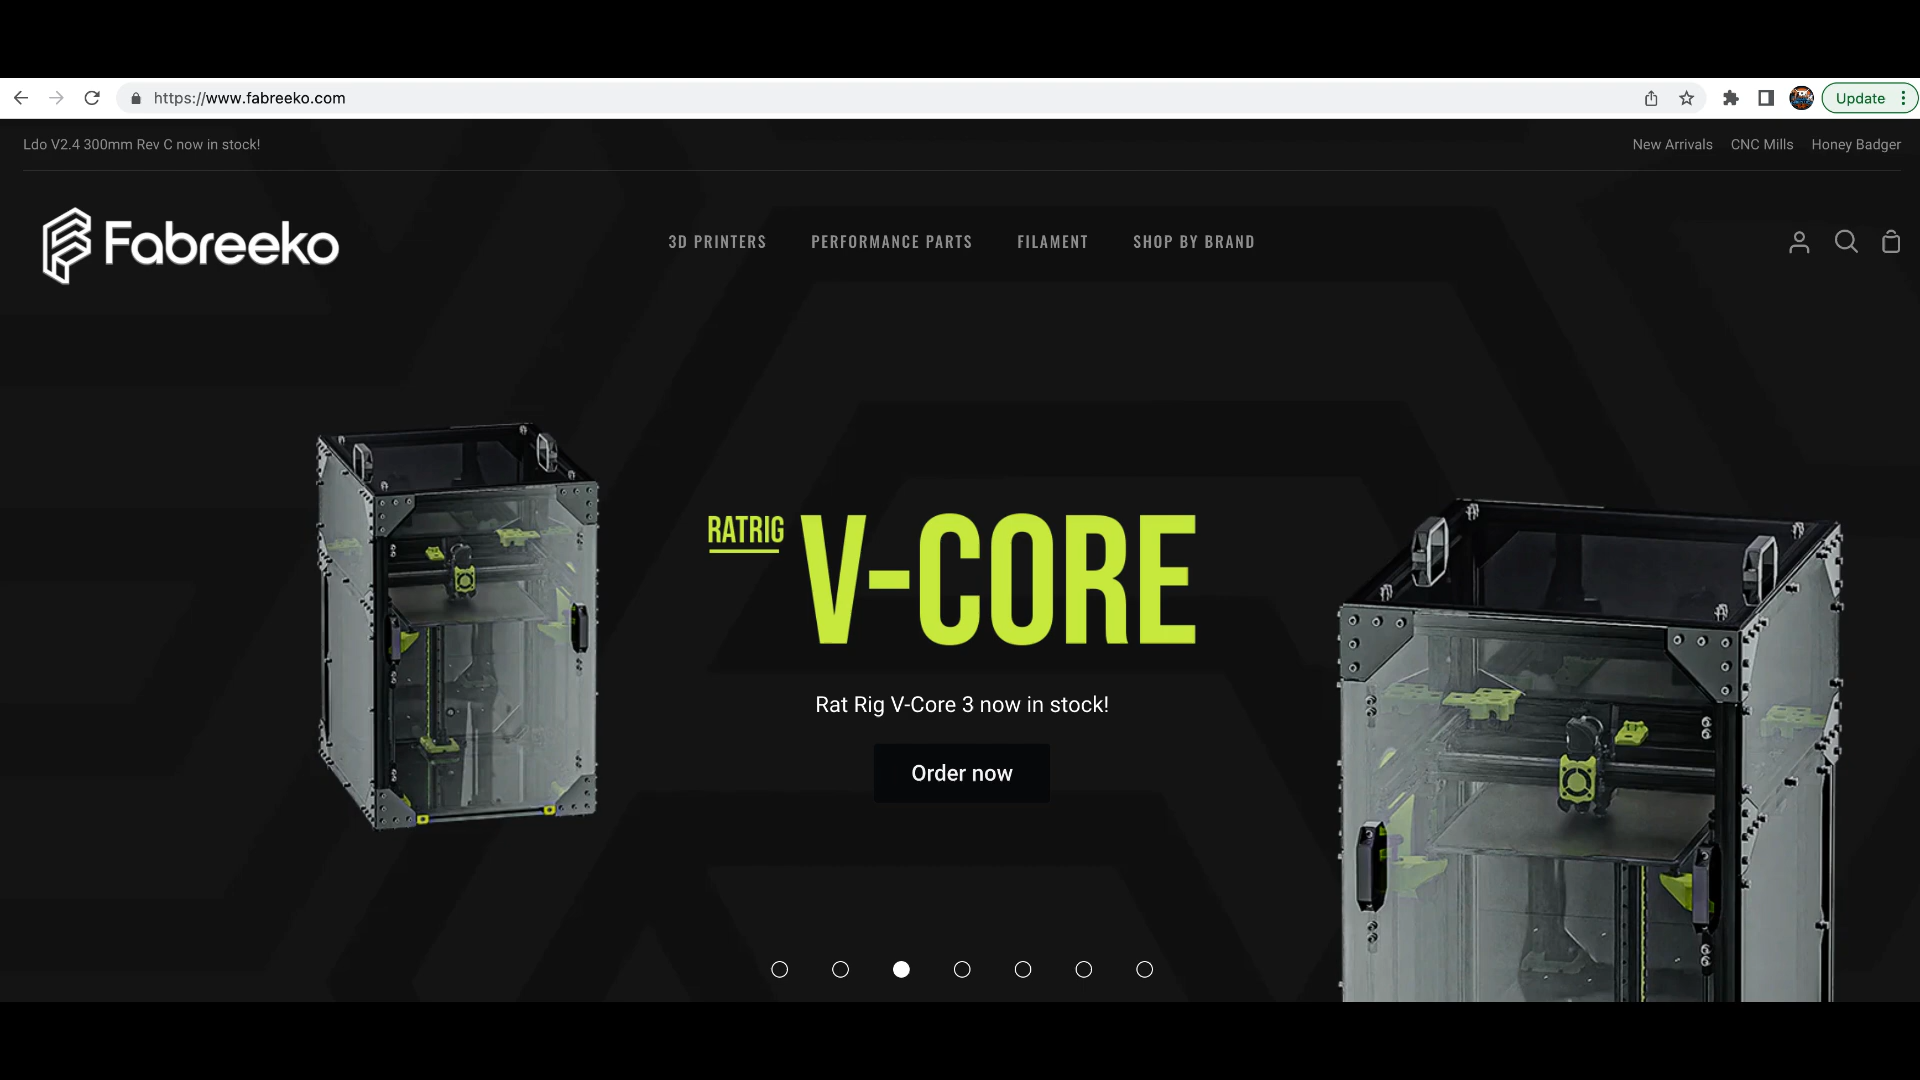 https://www.fabreeko.com
Update
Ldo V2.4 300mm Rev C now in stock!
New Arrivals CNC Mills Honey Badger
Fabreeko
3D PRINTERS PERFORMANCE PARTS FILAMENT SHOP BY BRAND
RATRIG V-CORE
Rat Rig V-Core 3 now in stock!
Order now